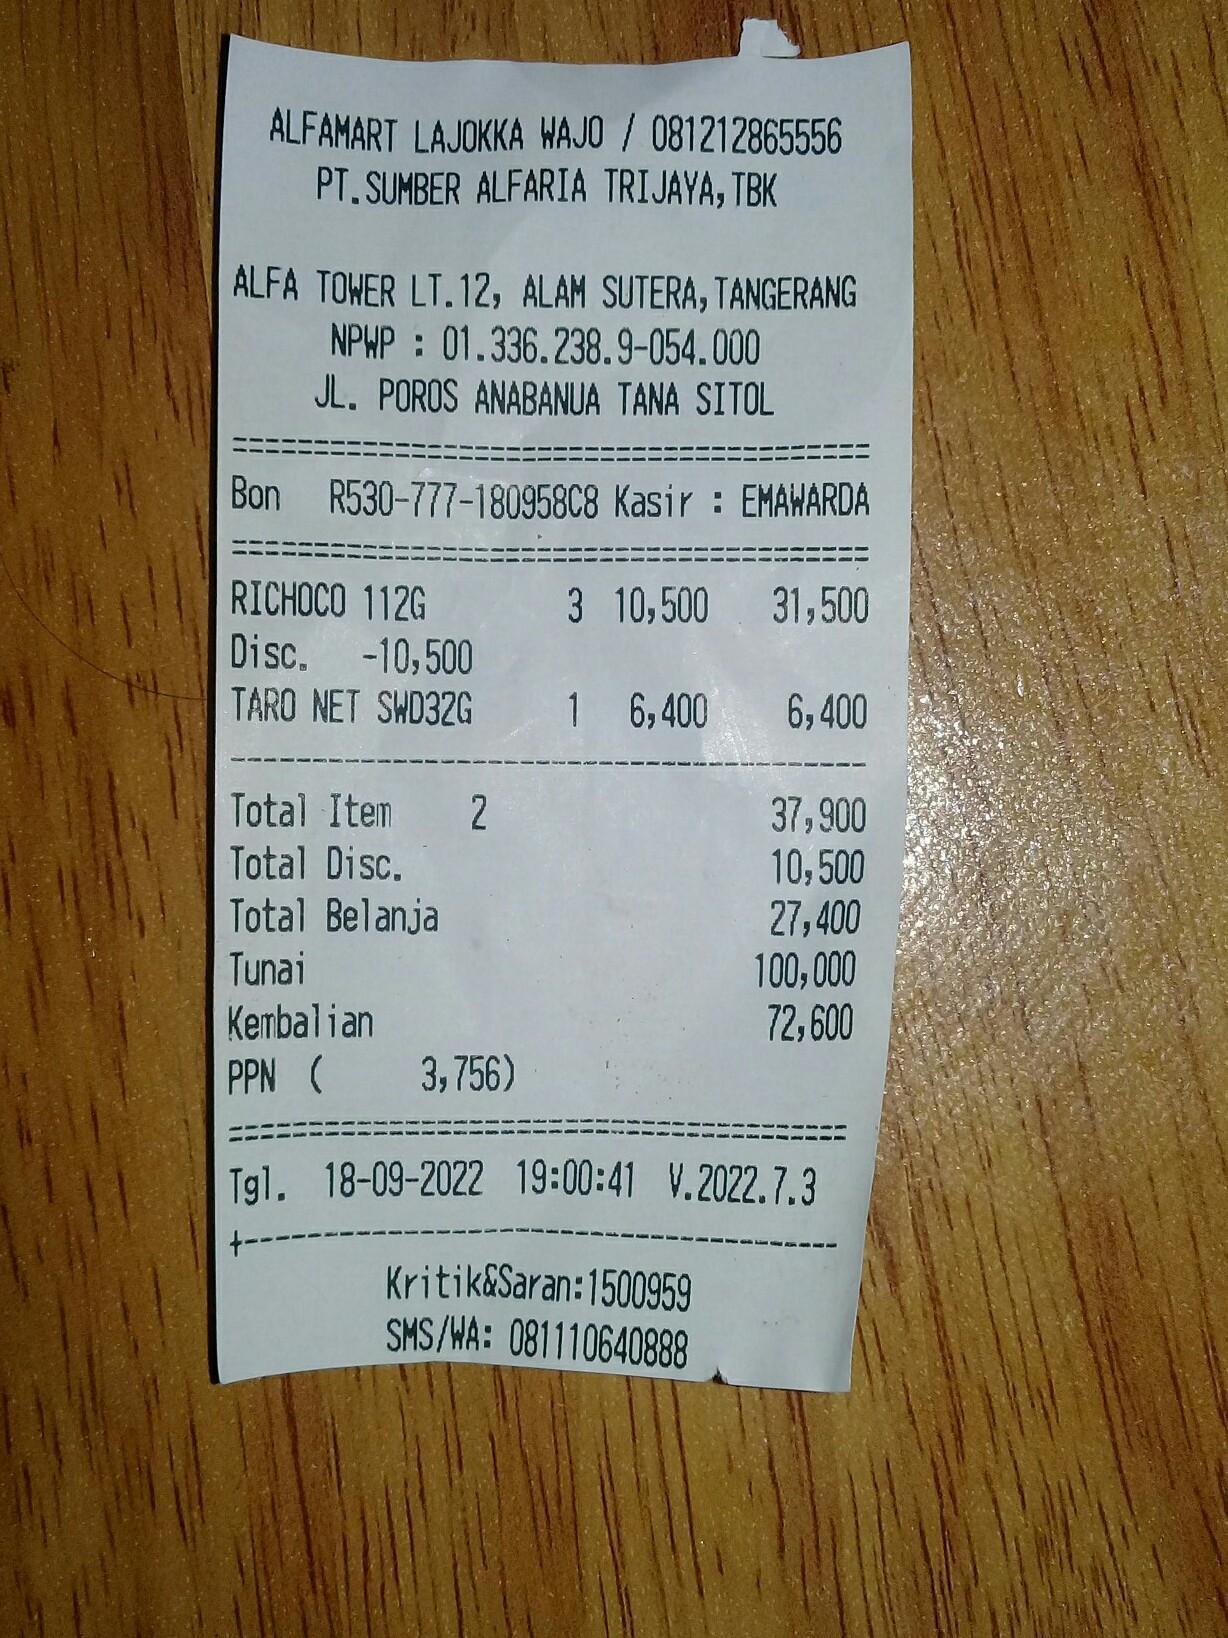 ALFAMART LAJOKKA WAJO / 081212865556
PT.SUMBER ALFARIA TRIJAYA,TBK
ALFA TOWER LT.12, ALAM SUTERA,TANGERANG
NPWP : 01.336.238.9-054.000
JL. POROS ANABANUA TANA SITOL
=======================================
Bon R530-777-180958C8 Kasir : EMAWARDA
=======================================
RICHOCO 112G 3 10,500 31,500
Disc. -10,500
TARO NET SWD32G 1 6,400 6,400
---------------------------------------
Total Item 2 37,900
Total Disc. 10,500
Total Belanja 27,400
Tunai 100,000
Kembalian 72,600
PPN ( 3,756)
=======================================
Tgl. 18-09-2022 19:00:41 V.2022.7.3
+--------------------------------------
Kritik&Saran:1500959
SMS/WA: 081110640888